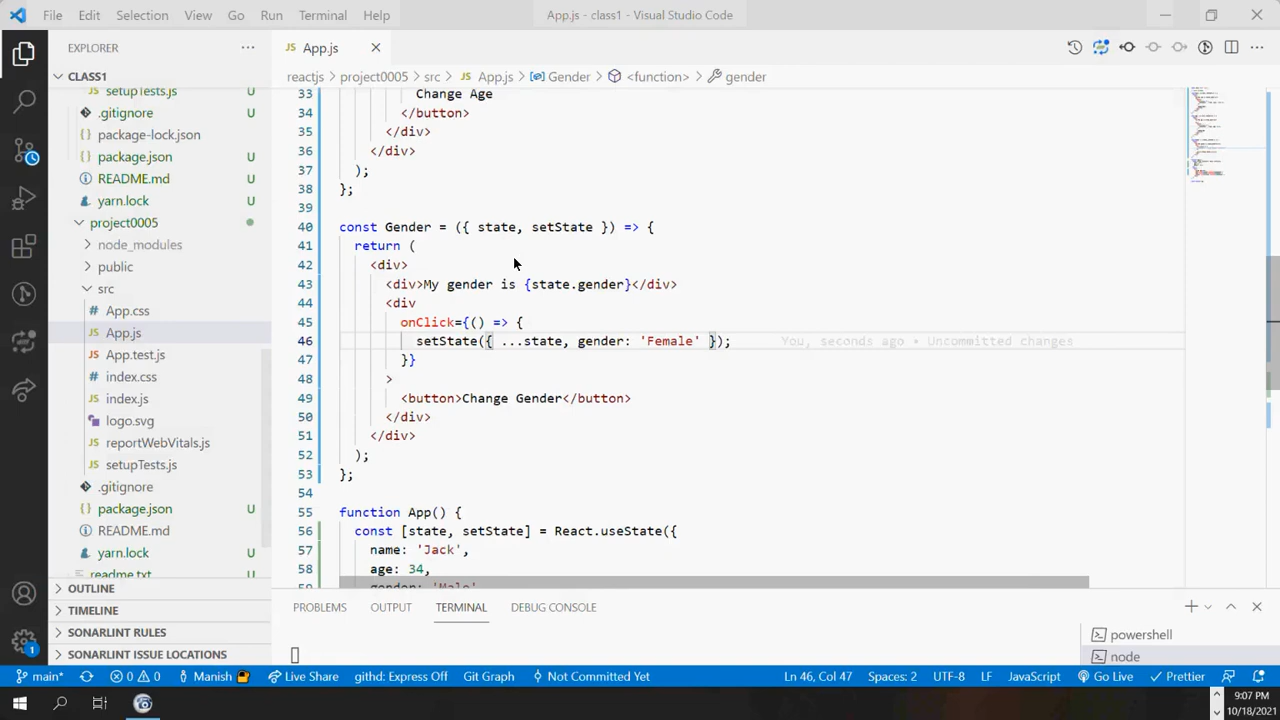 File Edit Selection View Go Run Terminal Help App.js - class1 - Visual Studio Code
EXPLORER
CLASS1
setupTests.js U
.gitignore U
package-lock.json
package.json U
README.md U
yarn.lock U
project0005
node_modules
public
src
App.css U
App.js U
App.test.js U
index.css U
index.js U
logo.svg U
reportWebVitals.js U
setupTests.js U
.gitignore U
package.json U
README.md U
yarn.lock U
readme.txt U
OUTLINE
TIMELINE
SONARLINT RULES
SONARLINT ISSUE LOCATIONS
JS App.js
reactjs > project0005 > src > JS App.js > Gender > <function> > gender
33 Change Age
34 </button>
35 </div>
36 </div>
37 );
38 };
39
40 const Gender = ({ state, setState }) => {
41 return (
42 <div>
43 <div>My gender is {state.gender}</div>
44 <div
45 onClick={() => {
46 setState({ ...state, gender: 'Female' }); You, seconds ago • Uncommitted changes
47 }}
48 >
49 <button>Change Gender</button>
50 </div>
51 </div>
52 );
53 };
54
55 function App() {
56 const [state, setState] = React.useState({
57 name: 'Jack',
58 age: 34,
59 gender: 'Male'
PROBLEMS OUTPUT TERMINAL DEBUG CONSOLE
powershell
node
main* 0 0 Manish Live Share githd: Express Off Git Graph Not Committed Yet Ln 46, Col 47 Spaces: 2 UTF-8 LF JavaScript Go Live Prettier
9:07 PM
10/18/2021